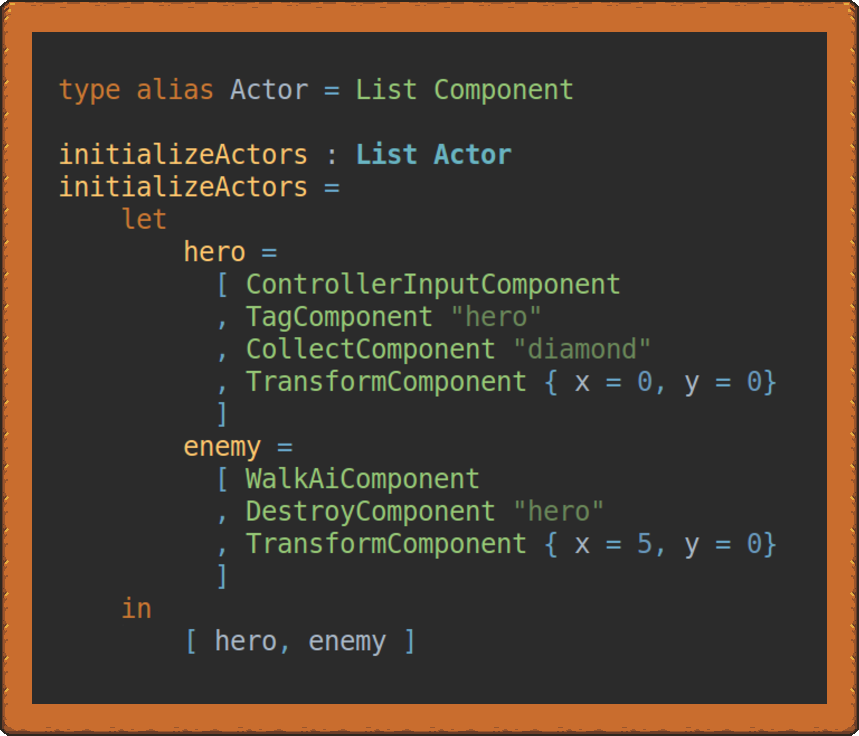 type alias Actor = List Component
initializeActors : List Actor
initializeActors =
let
hero =
[ ControllerInputComponent
, TagComponent "hero"
, CollectComponent "diamond"
, TransformComponent { x = 0, y = 0}
]
enemy =
[ WalkAiComponent
, DestroyComponent "hero"
, TransformComponent { x = 5, y = 0}
]
in
[ hero, enemy ]